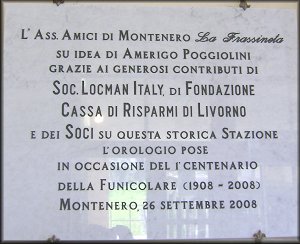 L'Ass. Amici di Montenero La Frassineta
su idea di Amerigo Poggiolini
grazie ai generosi contributi di
Soc. Locman Italy, di Fondazione
Cassa di Risparmi di Livorno
e dei Soci su questa storica Stazione
l'orologio pose
in occasione del 1° centenario
della Funicolare (1908 - 2008)
Montenero, 26 settembre 2008